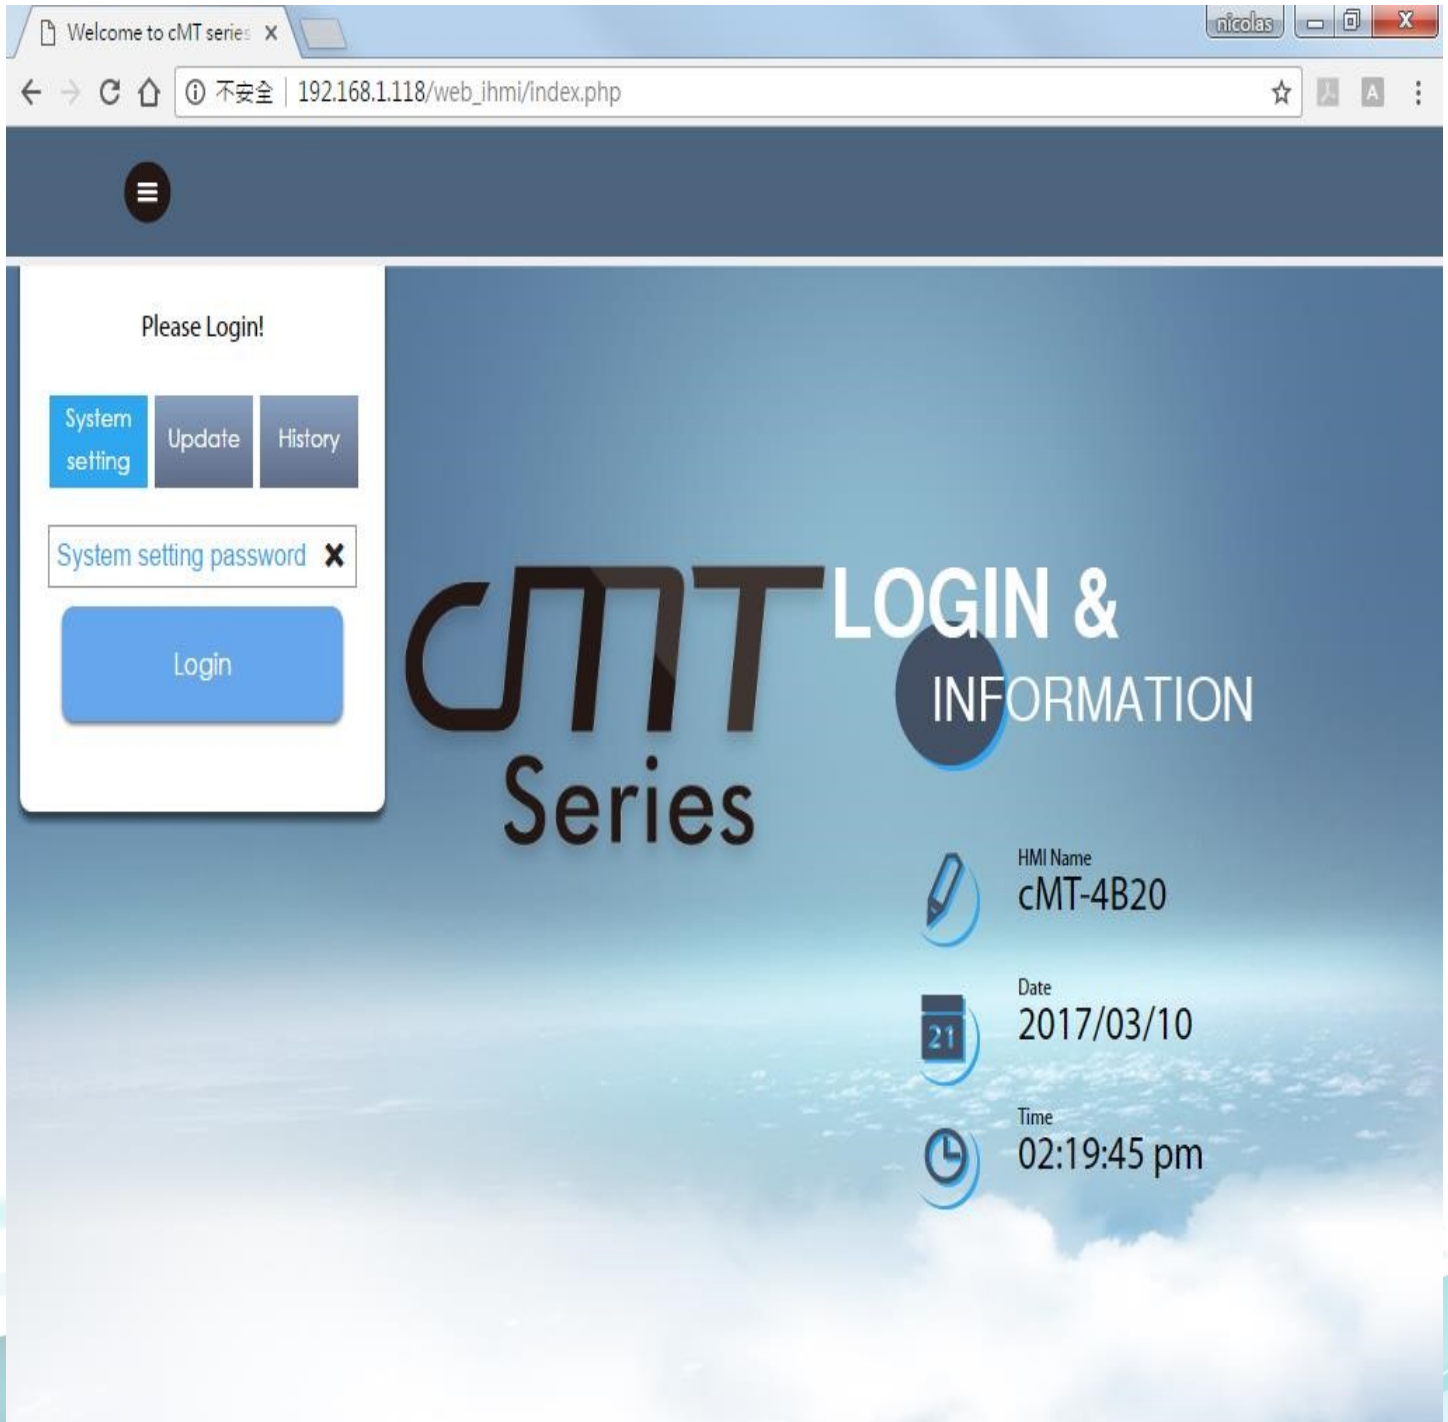 Welcome to cMT series
nicolas
不安全 | 192.168.1.118/web_ihmi/index.php
A
Please Login!
System setting
Update
History
System setting password
Login
cMT
Series
LOGIN &
INFORMATION
HMI Name
cMT-4B20
21
Date
2017/03/10
Time
02:19:45 pm